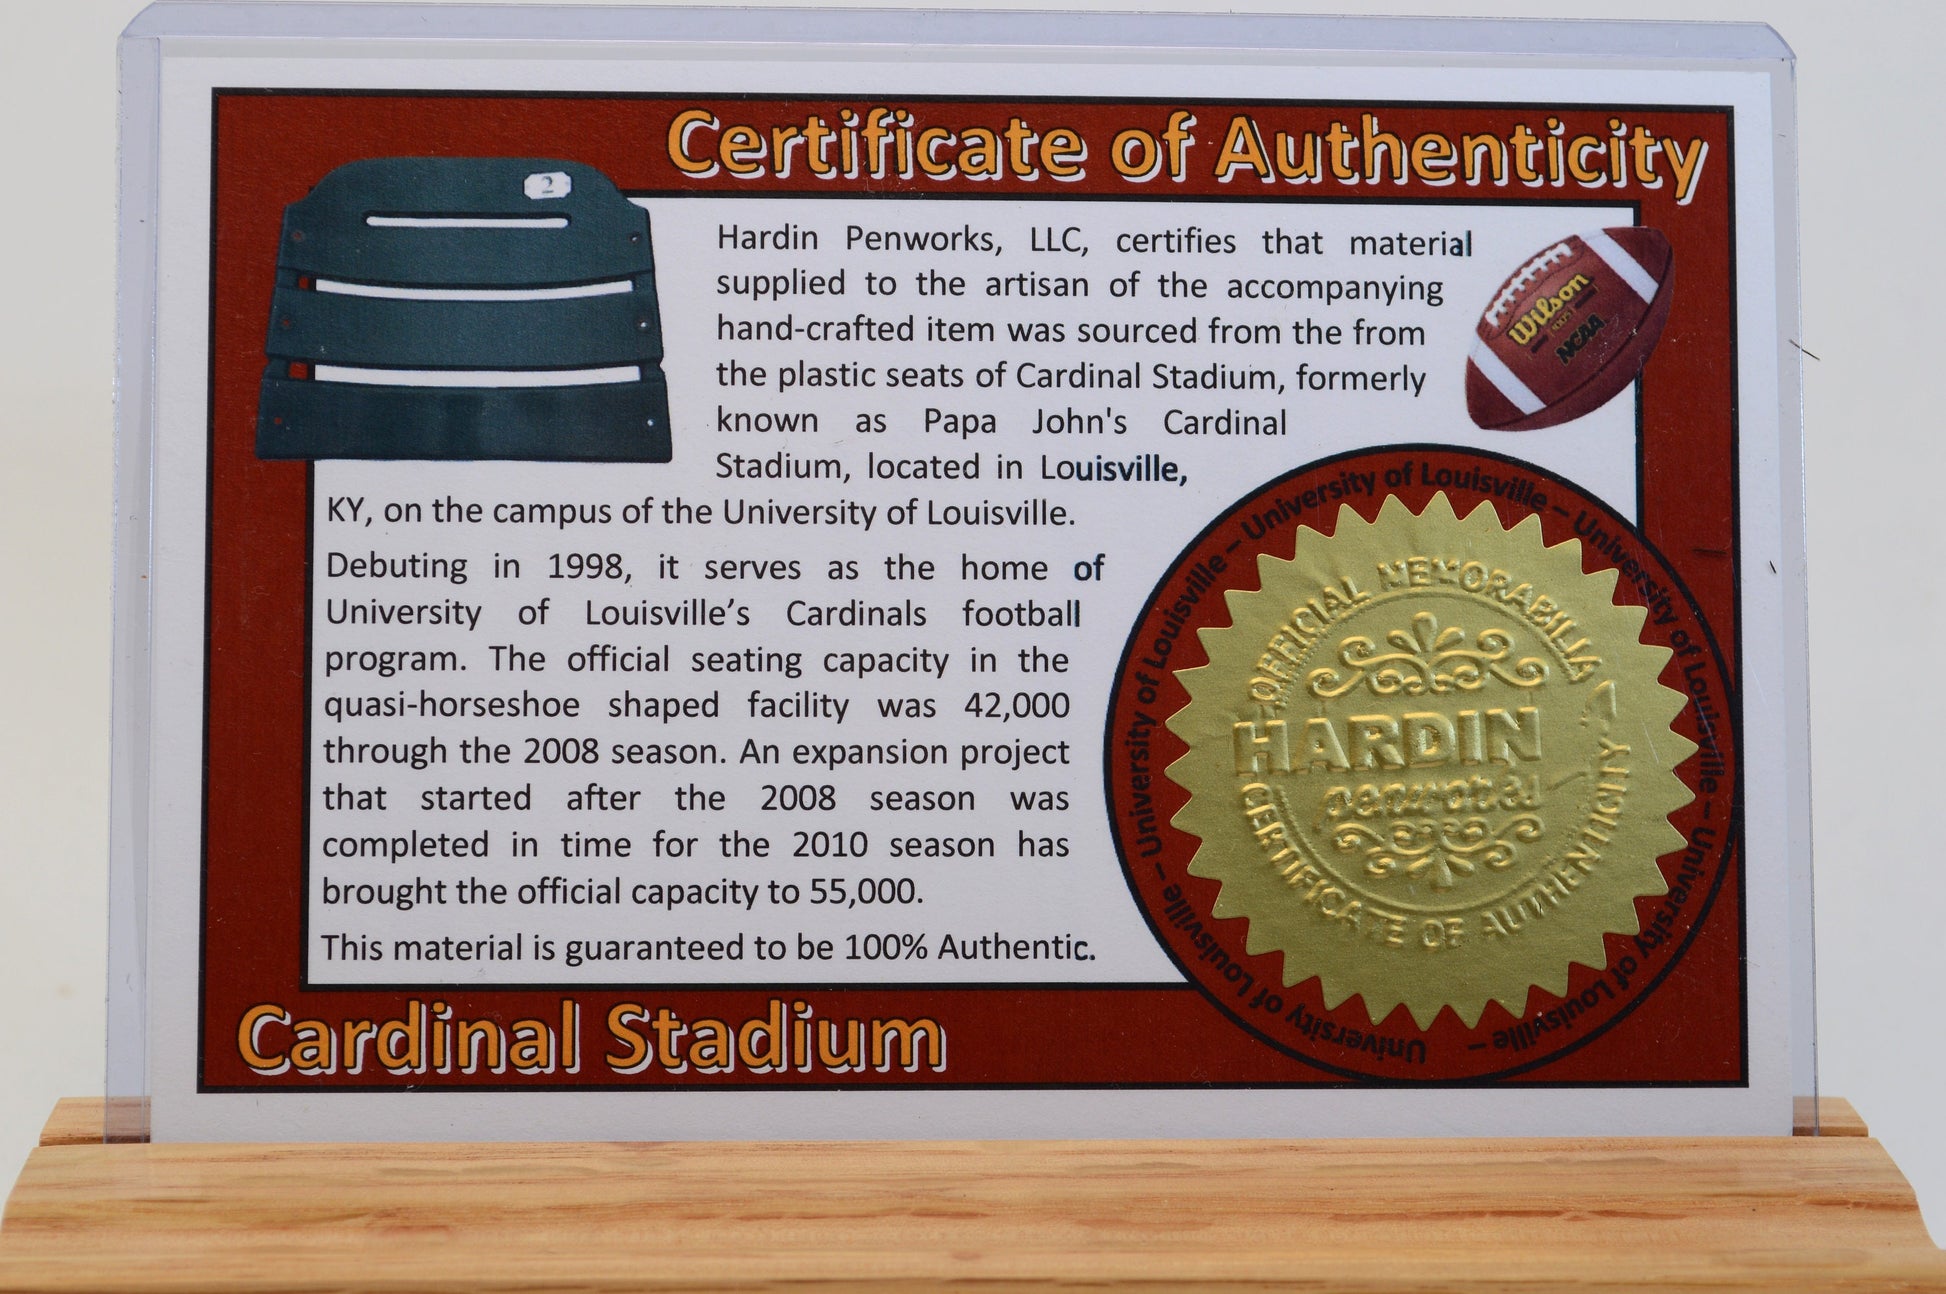 Certificate of Authenticity
2
Hardin Penworks, LLC, certifies that material
supplied to the artisan of the accompanying
hand-crafted item was sourced from the from
the plastic seats of Cardinal Stadium, formerly
known as Papa John's Cardinal
Stadium, located in Louisville,
KY, on the campus of the University of Louisville.
Debuting in 1998, it serves as the home of
University of Louisville’s Cardinals football
program. The official seating capacity in the
quasi-horseshoe shaped facility was 42,000
through the 2008 season. An expansion project
that started after the 2008 season was
completed in time for the 2010 season has
brought the official capacity to 55,000.
This material is guaranteed to be 100% Authentic.
Cardinal Stadium
Wilson
NCAA
University of Louisville – University of Louisville – University of Louisville – University of Louisville – University of Louisville – University of Louisville –
OFFICIAL MEMORABILIA
HARDIN
CERTIFICATE OF AUTHENTICITY